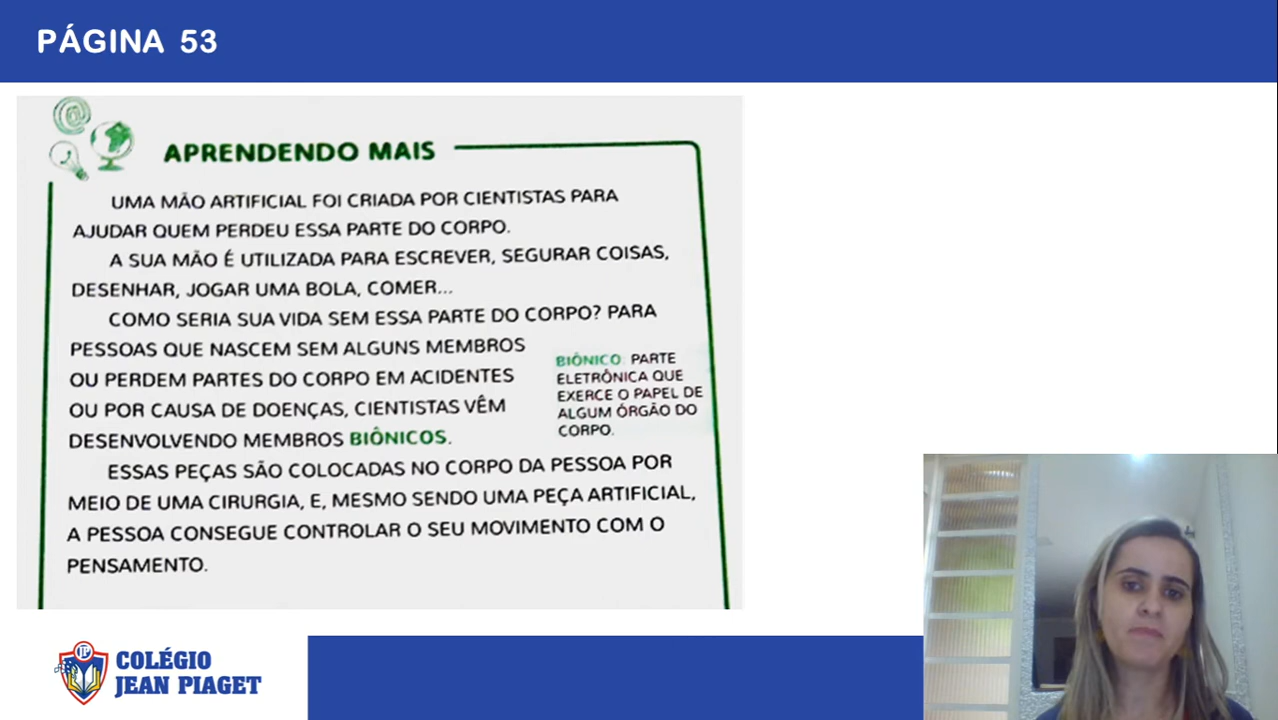 PÁGINA 53
APRENDENDO MAIS
UMA MÃO ARTIFICIAL FOI CRIADA POR CIENTISTAS PARA
AJUDAR QUEM PERDEU ESSA PARTE DO CORPO.
A SUA MÃO É UTILIZADA PARA ESCREVER, SEGURAR COISAS,
DESENHAR, JOGAR UMA BOLA, COMER...
COMO SERIA SUA VIDA SEM ESSA PARTE DO CORPO? PARA
PESSOAS QUE NASCEM SEM ALGUNS MEMBROS
OU PERDEM PARTES DO CORPO EM ACIDENTES
OU POR CAUSA DE DOENÇAS, CIENTISTAS VÊM
DESENVOLVENDO MEMBROS BIÔNICOS.
BIÔNICO: PARTE
ELETRÔNICA QUE
EXERCE O PAPEL DE
ALGUM ÓRGÃO DO
CORPO.
ESSAS PEÇAS SÃO COLOCADAS NO CORPO DA PESSOA POR
MEIO DE UMA CIRURGIA, E, MESMO SENDO UMA PEÇA ARTIFICIAL,
A PESSOA CONSEGUE CONTROLAR O SEU MOVIMENTO COM O
PENSAMENTO.
COLÉGIO
JEAN PIAGET